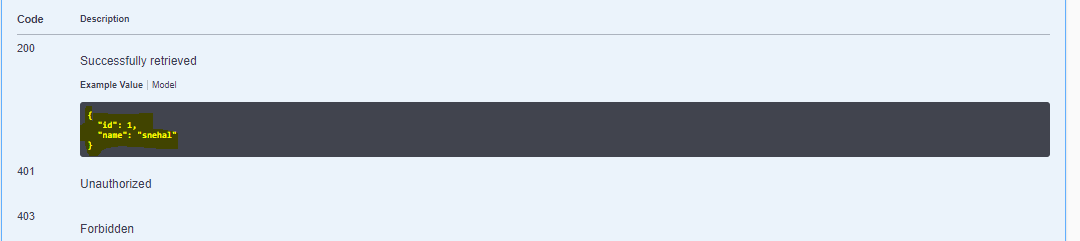 Code Description
200
Successfully retrieved
Example Value | Model
{
"id": 1,
"name": "snehal"
}
401
Unauthorized
403
Forbidden